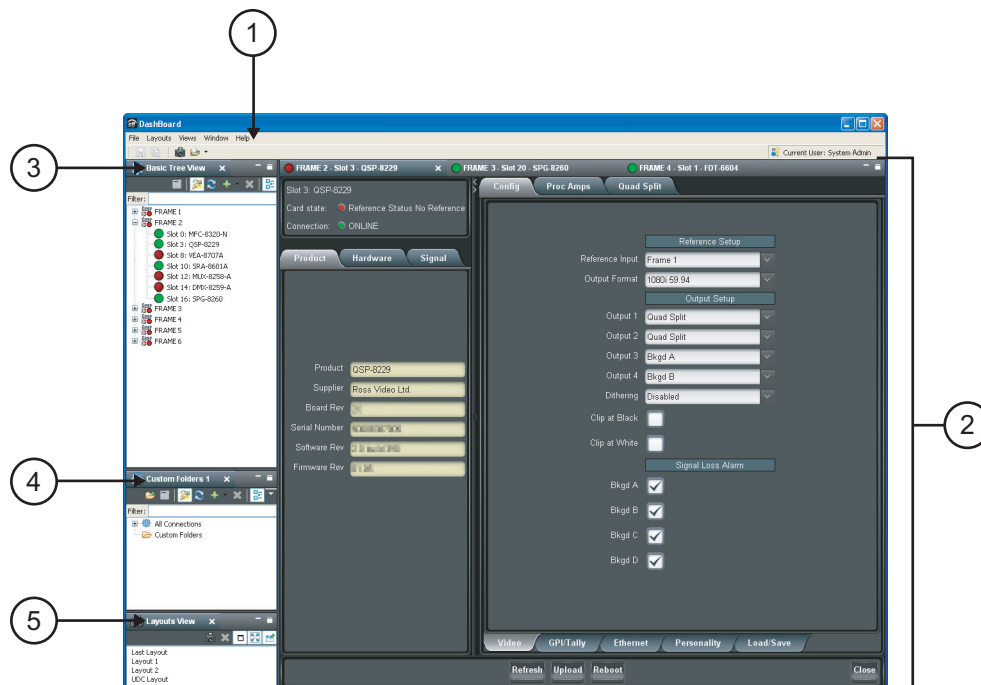 1
DashBoard
File Layouts Views Window Help
Current User: System Admin
3
Basic Tree View x
FRAME 2 - Slot 3 - QSP-8229 x
FRAME 3 - Slot 20 - SPG-8260
FRAME 4 - Slot 1 - FDT-6604
Filter:
FRAME 1
FRAME 2
Slot 0: MFC-8320-N
Slot 3: QSP-8229
Slot 8: VEA-8707A
Slot 10: SRA-8601A
Slot 12: MUX-8258-A
Slot 14: DMX-8259-A
Slot 16: SPG-8260
FRAME 3
FRAME 4
FRAME 5
FRAME 6
Slot 3: QSP-8229
Card state: Reference Status No Reference
Connection: ONLINE
Product Hardware Signal
Product QSP-8229
Supplier Ross Video Ltd.
Board Rev
Serial Number
Software Rev
Firmware Rev
Config Proc Amps Quad Split
Reference Setup
Reference Input Frame 1
Output Format 1080i 59.94
Output Setup
Output 1 Quad Split
Output 2 Quad Split
Output 3 Bkgd A
Output 4 Bkgd B
Dithering Disabled
Clip at Black
Clip at White
Signal Loss Alarm
Bkgd A
Bkgd B
Bkgd C
Bkgd D
2
4
Custom Folders 1 x
Filter:
All Connections
Custom Folders
5
Layouts View x
Last Layout
Layout 1
Layout 2
UDC Layout
Video GPI/Tally Ethernet Personality Load/Save
Refresh Upload Reboot Close